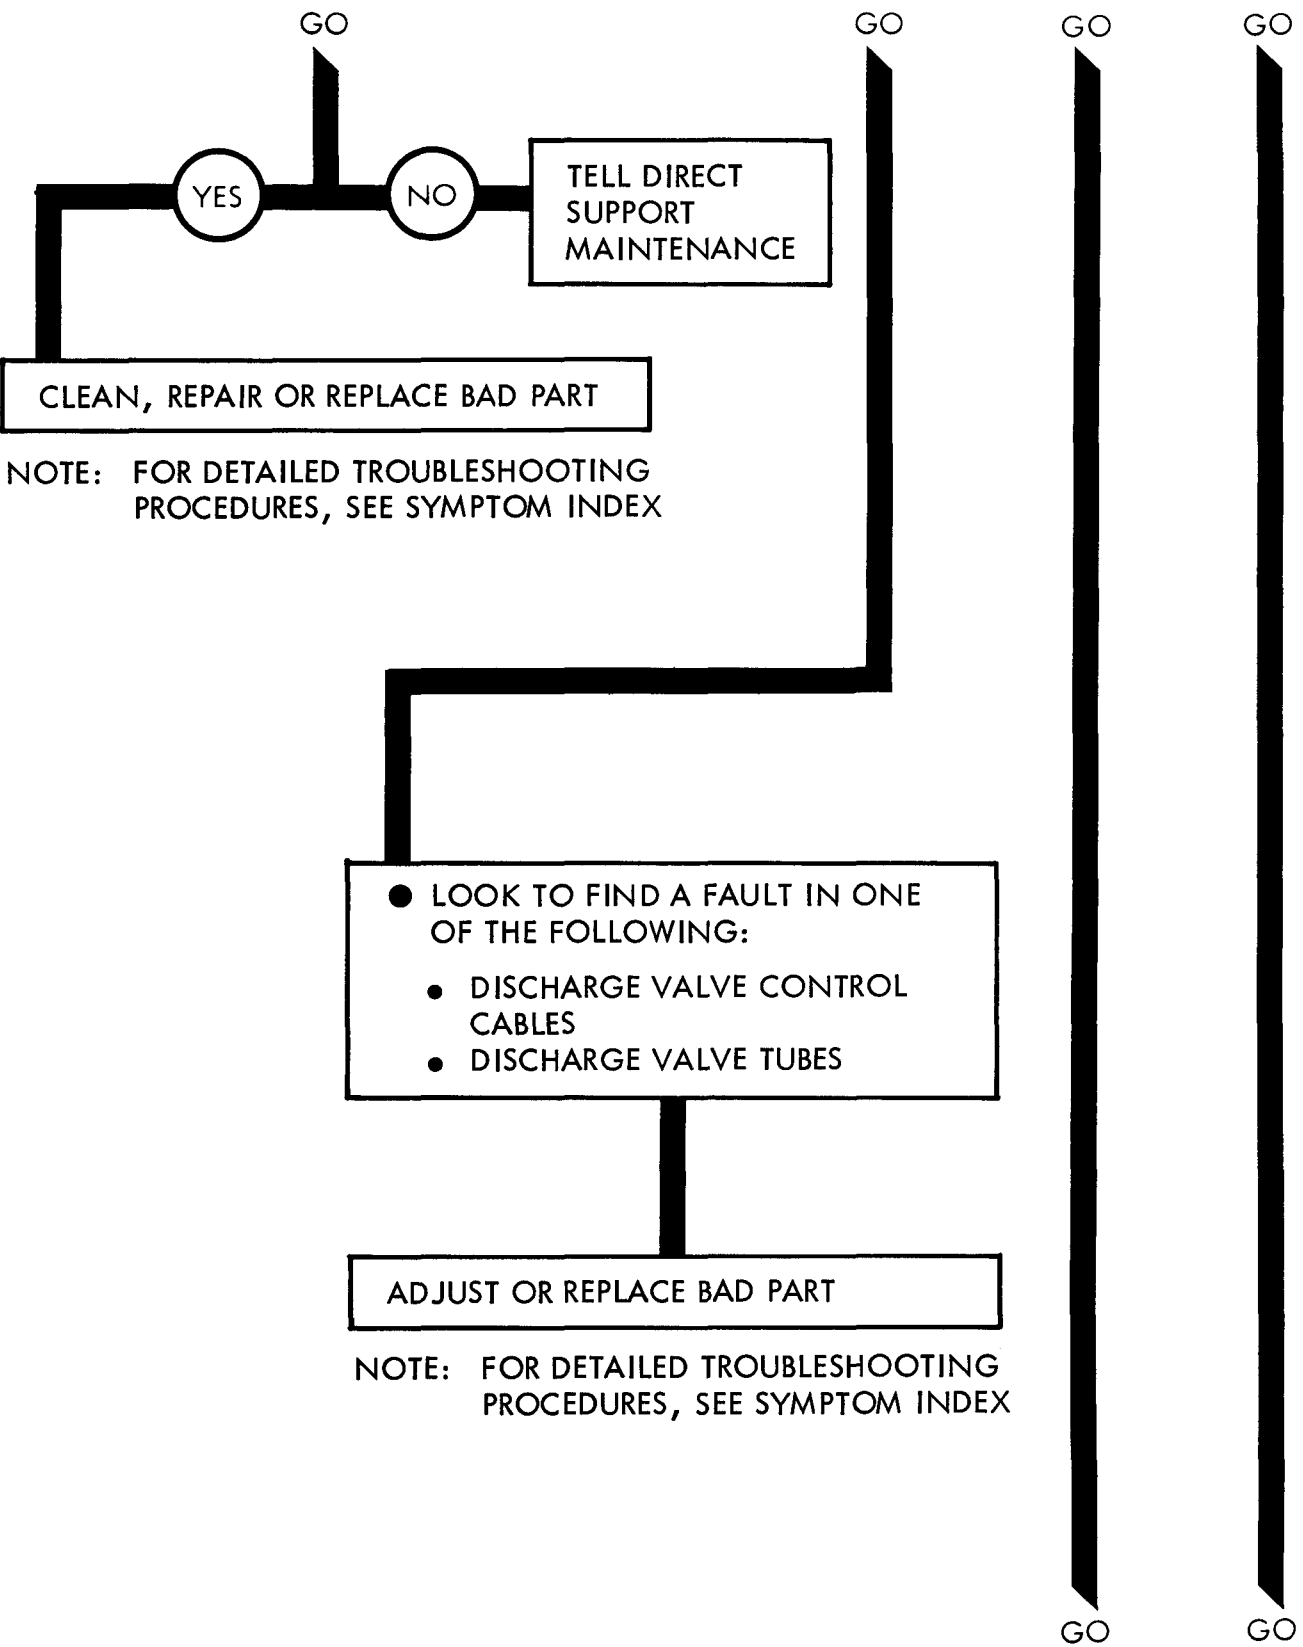 GO
GO
GO
GO
YES
NO
TELL DIRECT
SUPPORT
MAINTENANCE
CLEAN, REPAIR OR REPLACE BAD PART
NOTE: FOR DETAILED TROUBLESHOOTING
PROCEDURES, SEE SYMPTOM INDEX
● LOOK TO FIND A FAULT IN ONE
OF THE FOLLOWING:
● DISCHARGE VALVE CONTROL
CABLES
● DISCHARGE VALVE TUBES
ADJUST OR REPLACE BAD PART
NOTE: FOR DETAILED TROUBLESHOOTING
PROCEDURES, SEE SYMPTOM INDEX
GO
GO